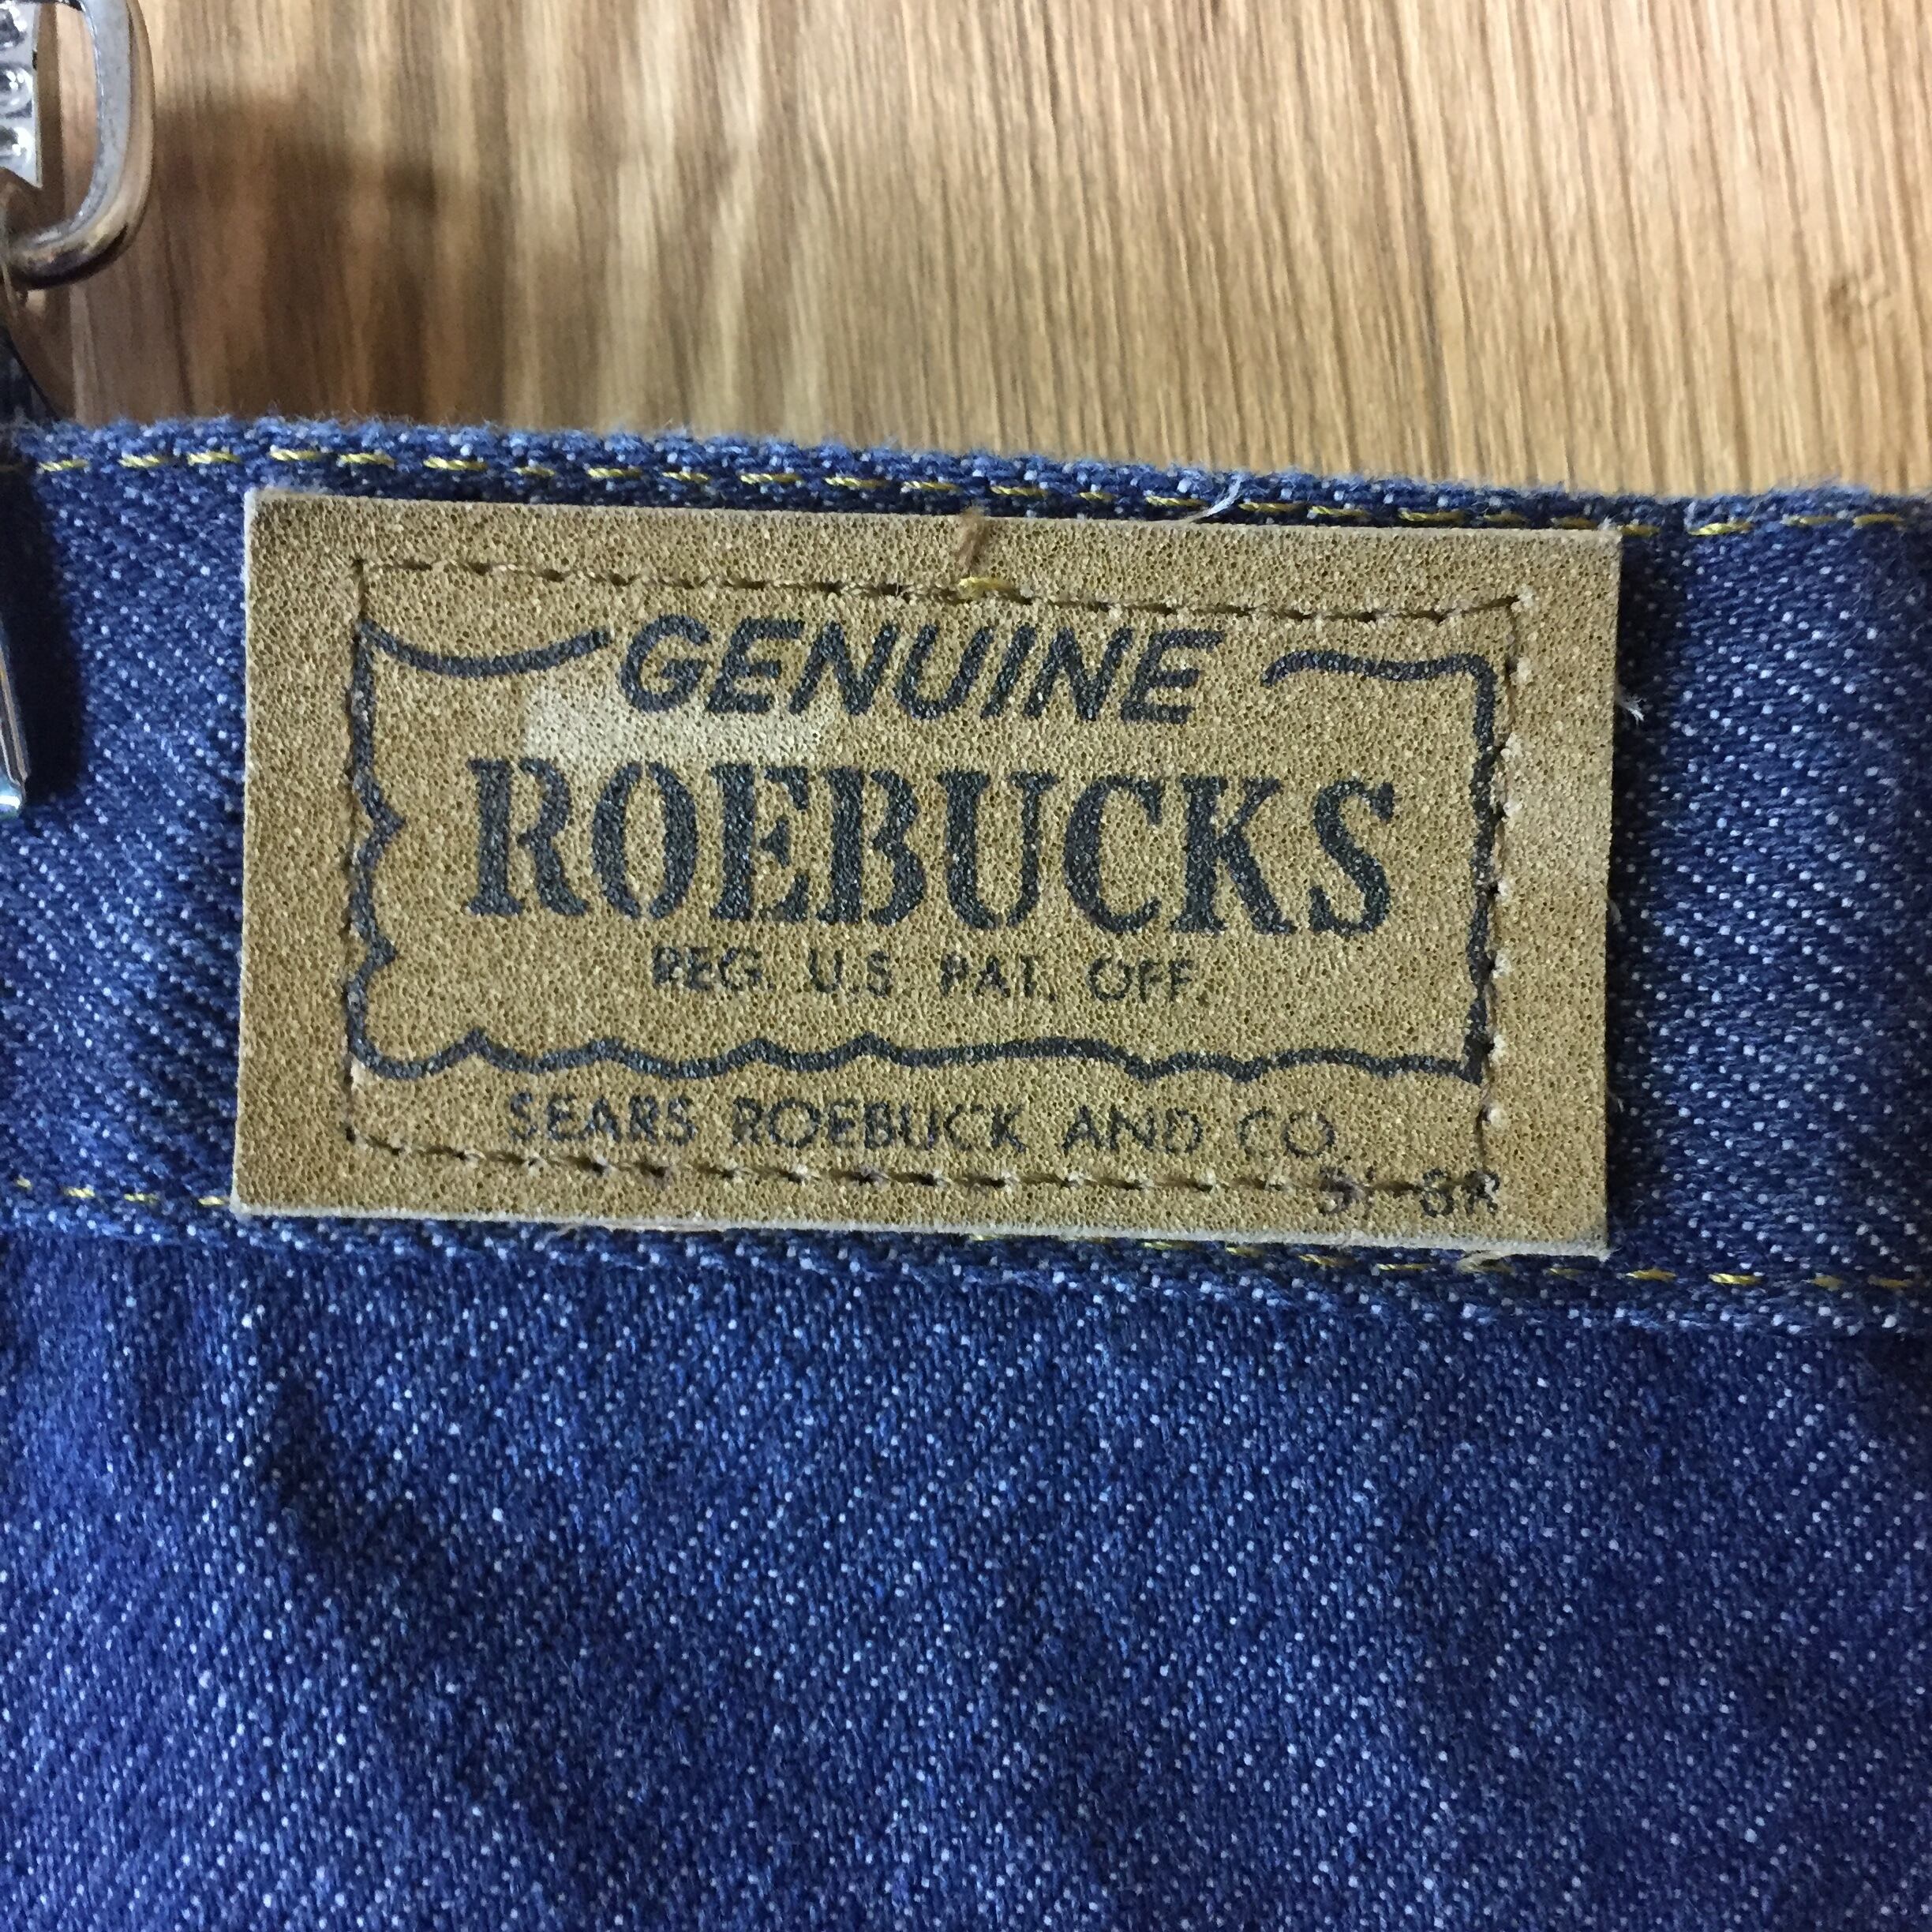 GENUINE
ROEBUCKS
REG. U.S. PAT. OFF.
SEARS ROEBUCK AND CO.